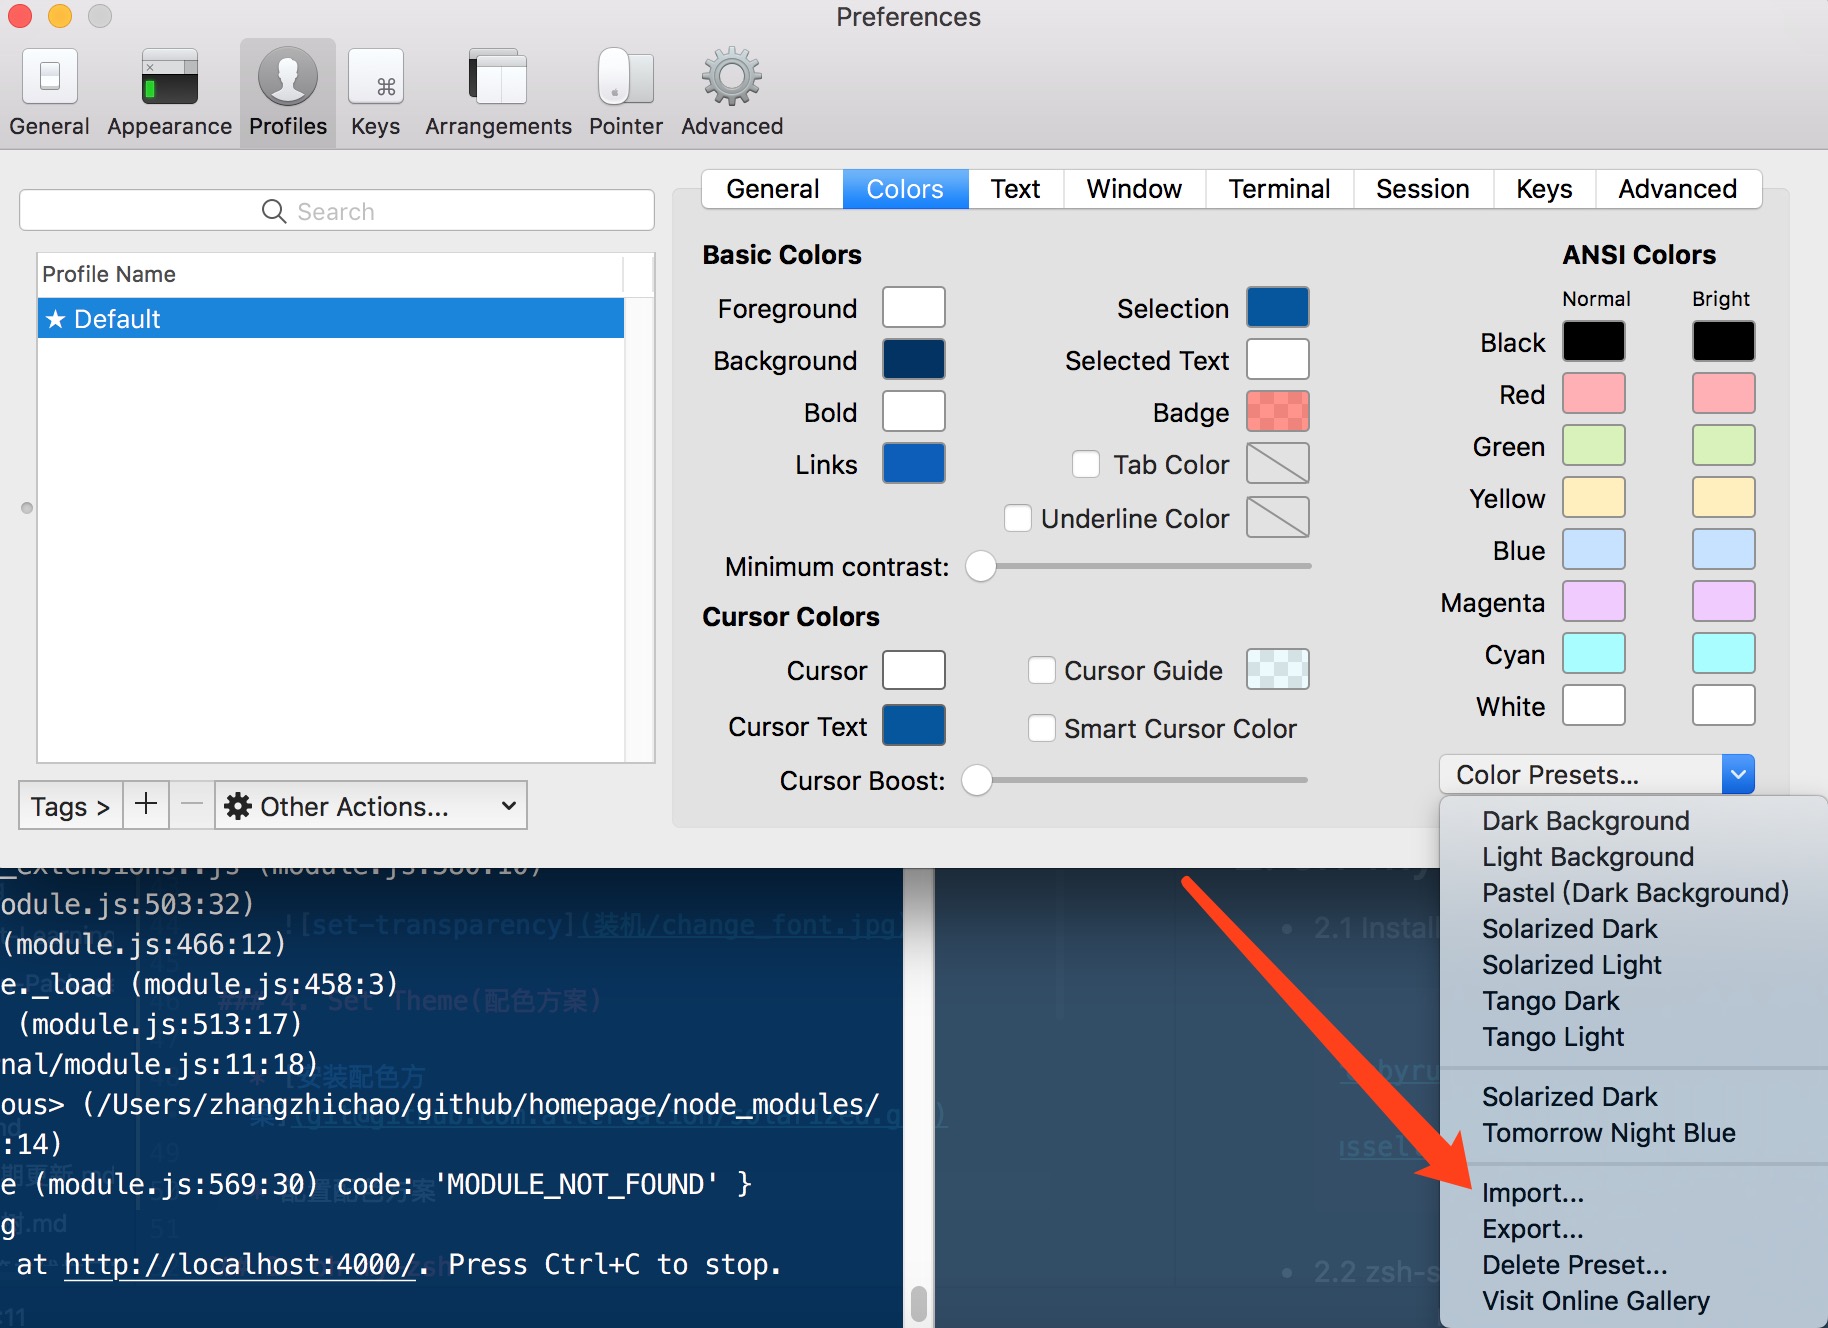 Preferences
General Appearance Profiles Keys Arrangements Pointer Advanced
Search
Profile Name
★ Default
Tags >
+
Other Actions...
General Colors Text Window Terminal Session Keys Advanced
Basic Colors
Foreground
Background
Bold
Links
Selection
Selected Text
Badge
Tab Color
Underline Color
Minimum contrast:
Cursor Colors
Cursor
Cursor Text
Cursor Guide
Smart Cursor Color
Cursor Boost:
ANSI Colors
Normal Bright
Black
Red
Green
Yellow
Blue
Magenta
Cyan
White
Color Presets...
Dark Background
Light Background
Pastel (Dark Background)
Solarized Dark
Solarized Light
Tango Dark
Tango Light
Solarized Dark
Tomorrow Night Blue
Import...
Export...
Delete Preset...
Visit Online Gallery
odule.js:503:32)
(module.js:466:12)
e._load (module.js:458:3)
(module.js:513:17)
nal/module.js:11:18)
ous> (/Users/zhangzhichao/github/homepage/node_modules/
:14)
e (module.js:569:30) code: 'MODULE_NOT_FOUND' }
g
at http://localhost:4000/. Press Ctrl+C to stop.
![set-transparency](装机/change_font.jpg
### 4. Set Theme(配色方案)
* [安装配色方
配置配色方案
2.1 Install
2.2 zsh-s